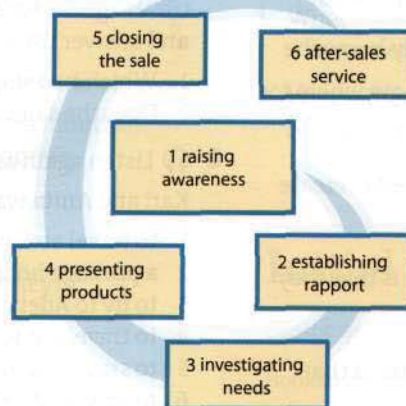 5 closing
the sale
6 after-sales
service
1 raising
awareness
4 presenting
products
2 establishing
rapport
3 investigating
needs